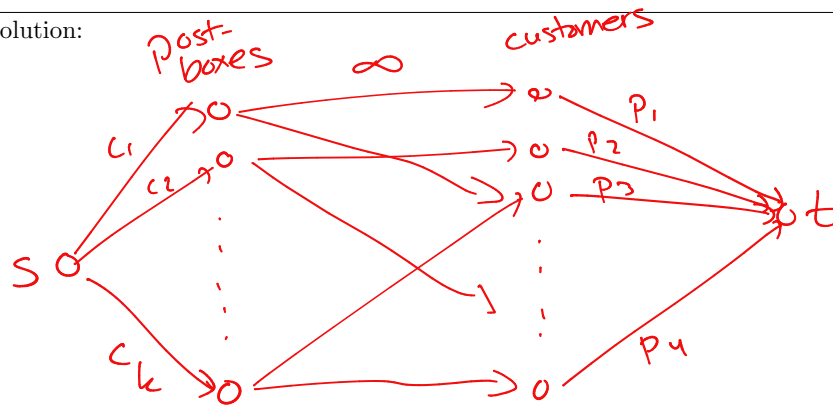 olution:
Post-
boxes
customers
∞
c1
c2
ck
p1
p2
p3
p4
s
t